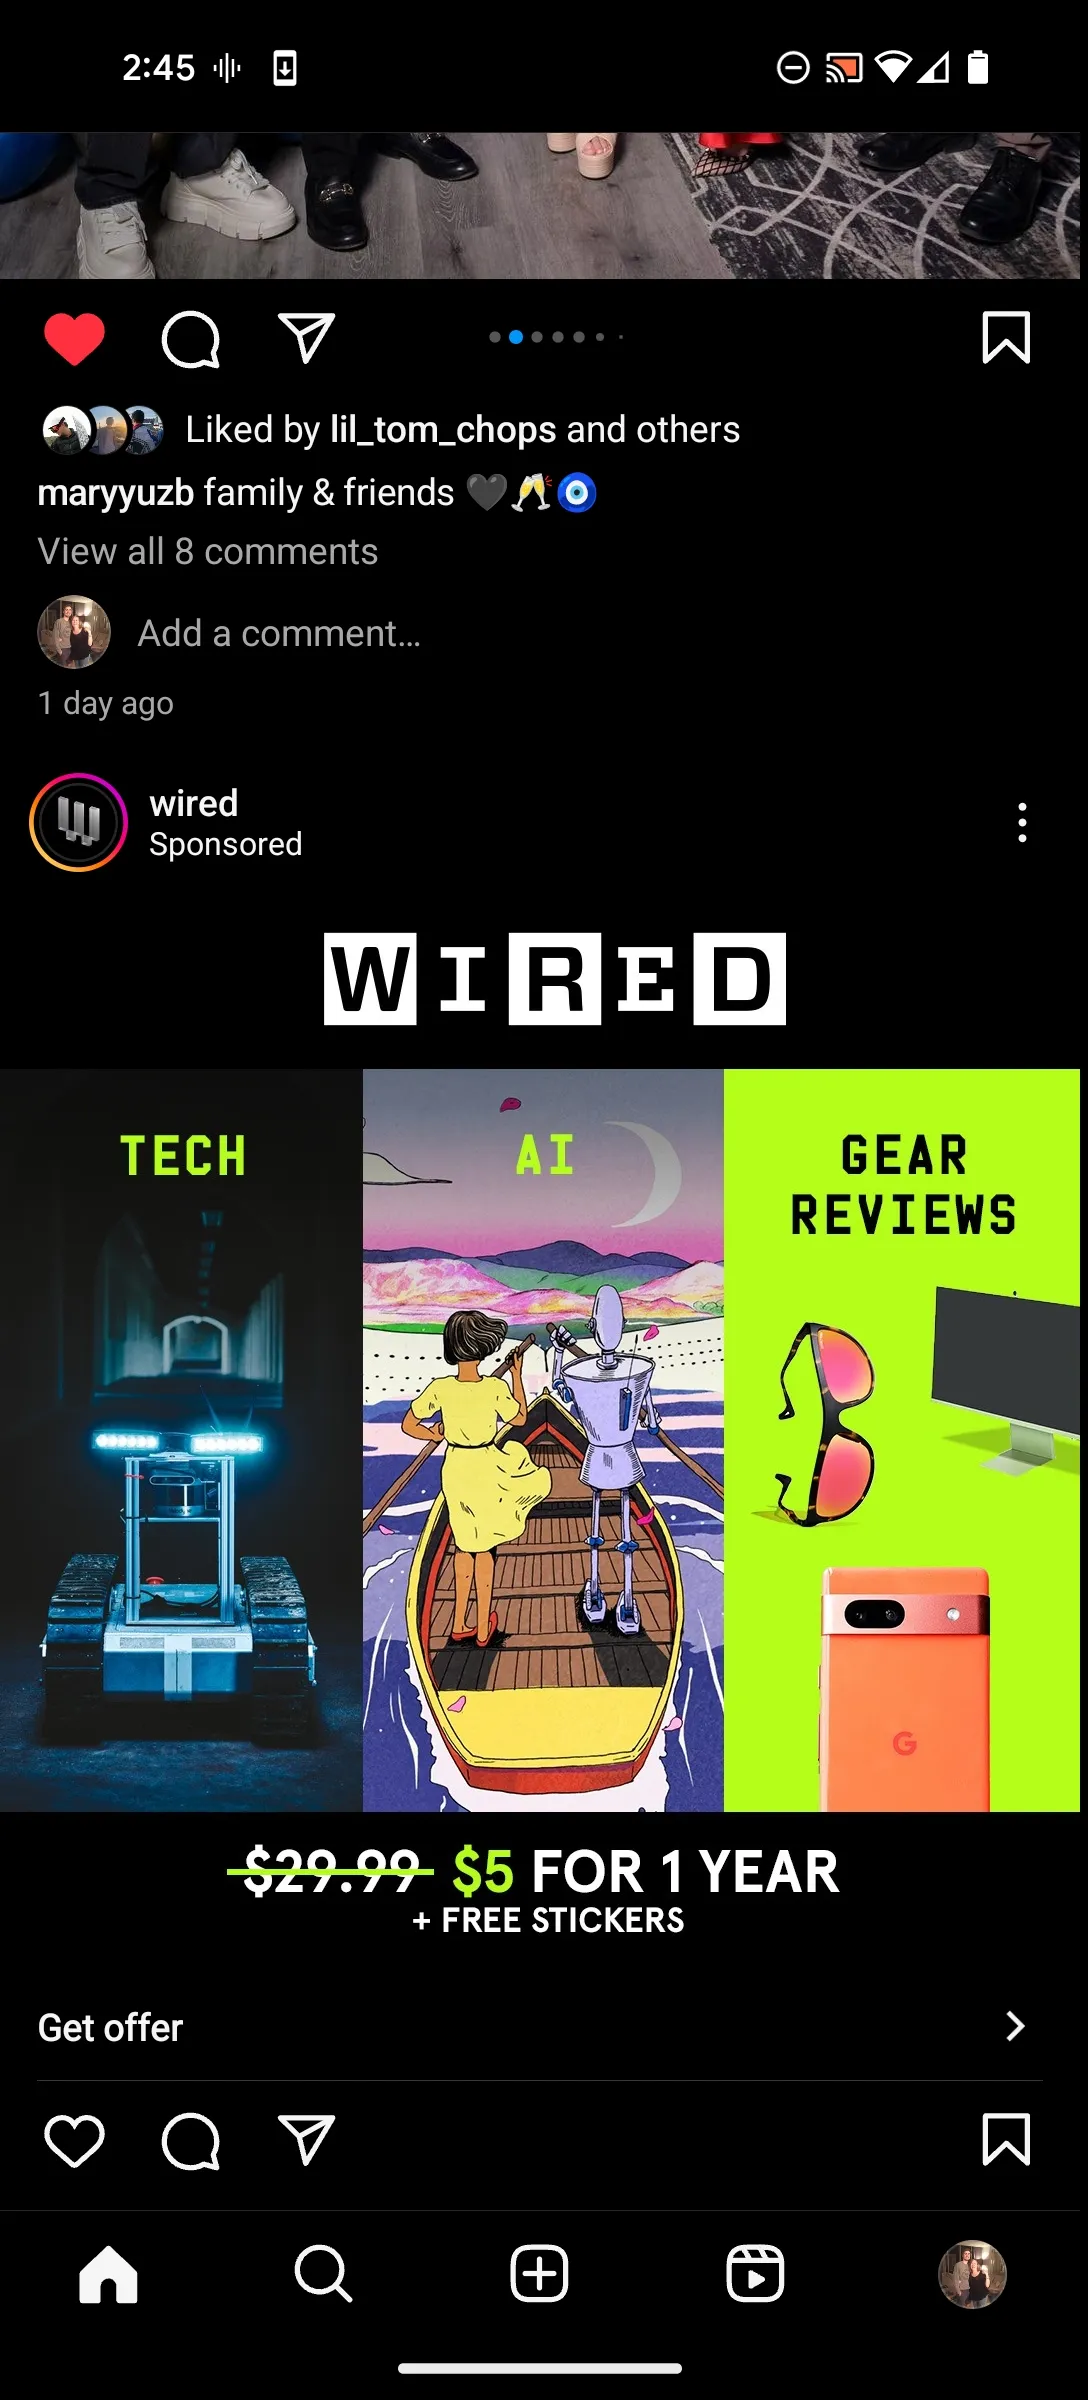 2:45
Liked by lil_tom_chops and others
maryyuzb family & friends 🖤🥂🧿
View all 8 comments
Add a comment...
1 day ago
wired
Sponsored
WIRED
TECH
AI
GEAR
REVIEWS
G
$29.99 $5 FOR 1 YEAR
+ FREE STICKERS
Get offer